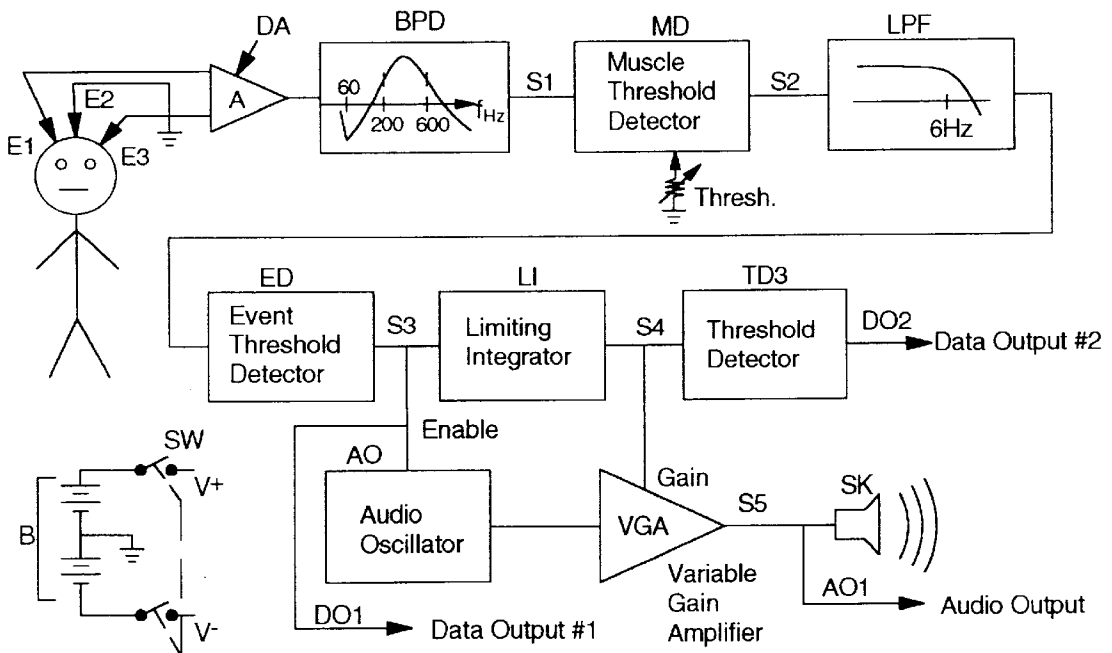 DA
BPD
MD
LPF
E1
E2
E3
A
60
200
600
fHz
S1
Muscle
Threshold
Detector
S2
6Hz
Thresh.
ED
Event
Threshold
Detector
S3
LI
Limiting
Integrator
S4
TD3
Threshold
Detector
DO2
Data Output #2
Enable
SW
V+
B
V-
AO
Audio
Oscillator
Gain
VGA
Variable
Gain
Amplifier
S5
SK
AO1
Audio Output
DO1
Data Output #1